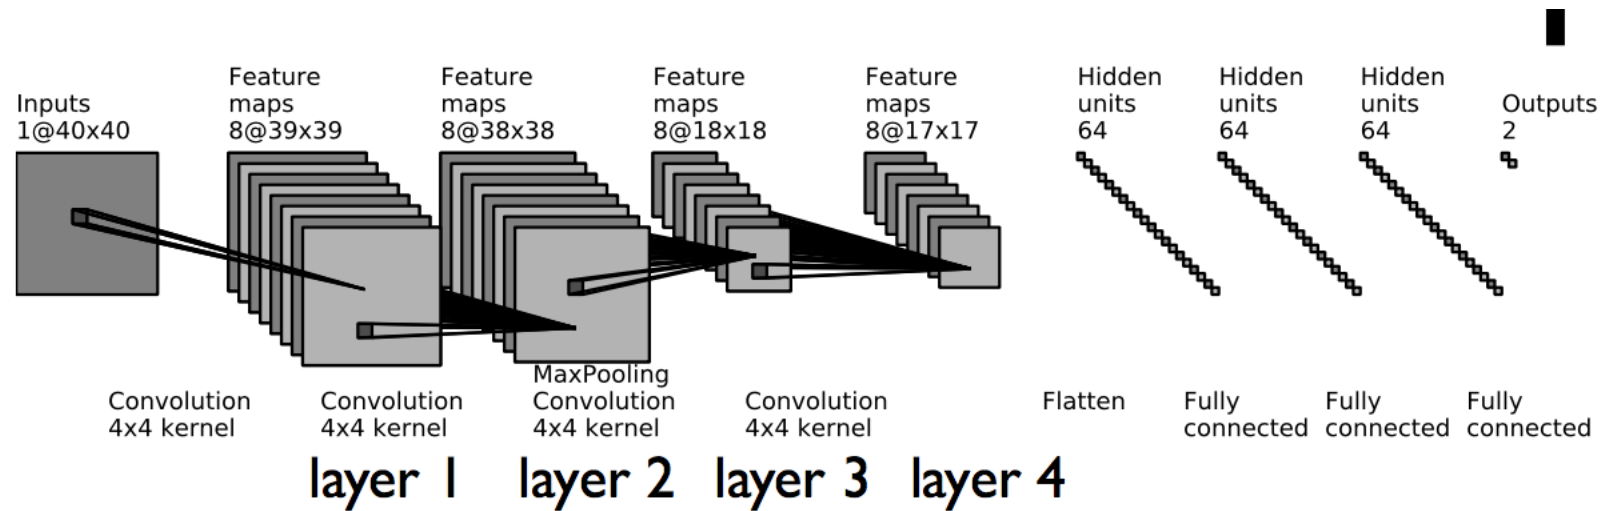 Inputs
1@40x40
Feature
maps
8@39x39
Feature
maps
8@38x38
Feature
maps
8@18x18
Feature
maps
8@17x17
Hidden
units
64
Hidden
units
64
Hidden
units
64
Outputs
2
Convolution
4x4 kernel
Convolution
4x4 kernel
MaxPooling
Convolution
4x4 kernel
Convolution
4x4 kernel
Flatten
Fully
connected
Fully
connected
Fully
connected
layer 1
layer 2
layer 3
layer 4